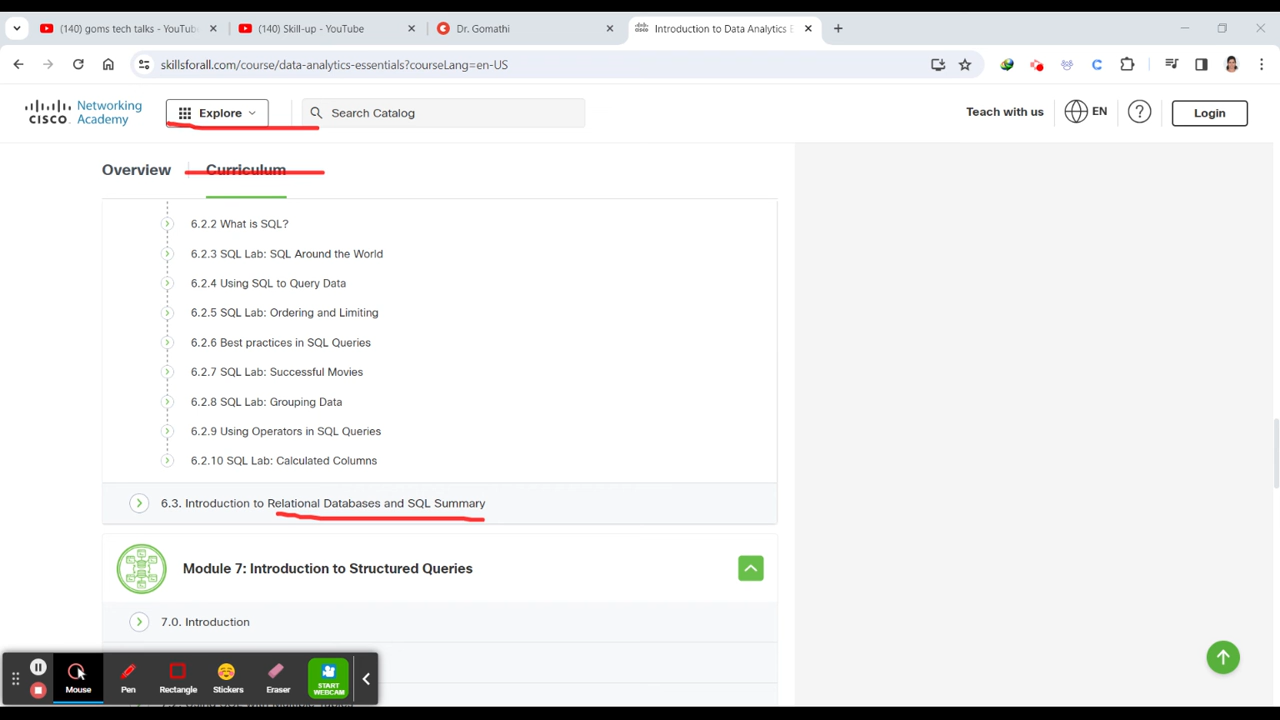 (140) goms tech talks - YouTube
(140) Skill-up - YouTube
Dr. Gomathi
Introduction to Data Analytics E
skillsforall.com/course/data-analytics-essentials?courseLang=en-US
CISCO Networking Academy
Explore
Search Catalog
Teach with us
EN
Login
Overview
Curriculum
6.2.2 What is SQL?
6.2.3 SQL Lab: SQL Around the World
6.2.4 Using SQL to Query Data
6.2.5 SQL Lab: Ordering and Limiting
6.2.6 Best practices in SQL Queries
6.2.7 SQL Lab: Successful Movies
6.2.8 SQL Lab: Grouping Data
6.2.9 Using Operators in SQL Queries
6.2.10 SQL Lab: Calculated Columns
6.3. Introduction to Relational Databases and SQL Summary
Module 7: Introduction to Structured Queries
7.0. Introduction
Mouse
Pen
Rectangle
Stickers
Eraser
START WEBCAM